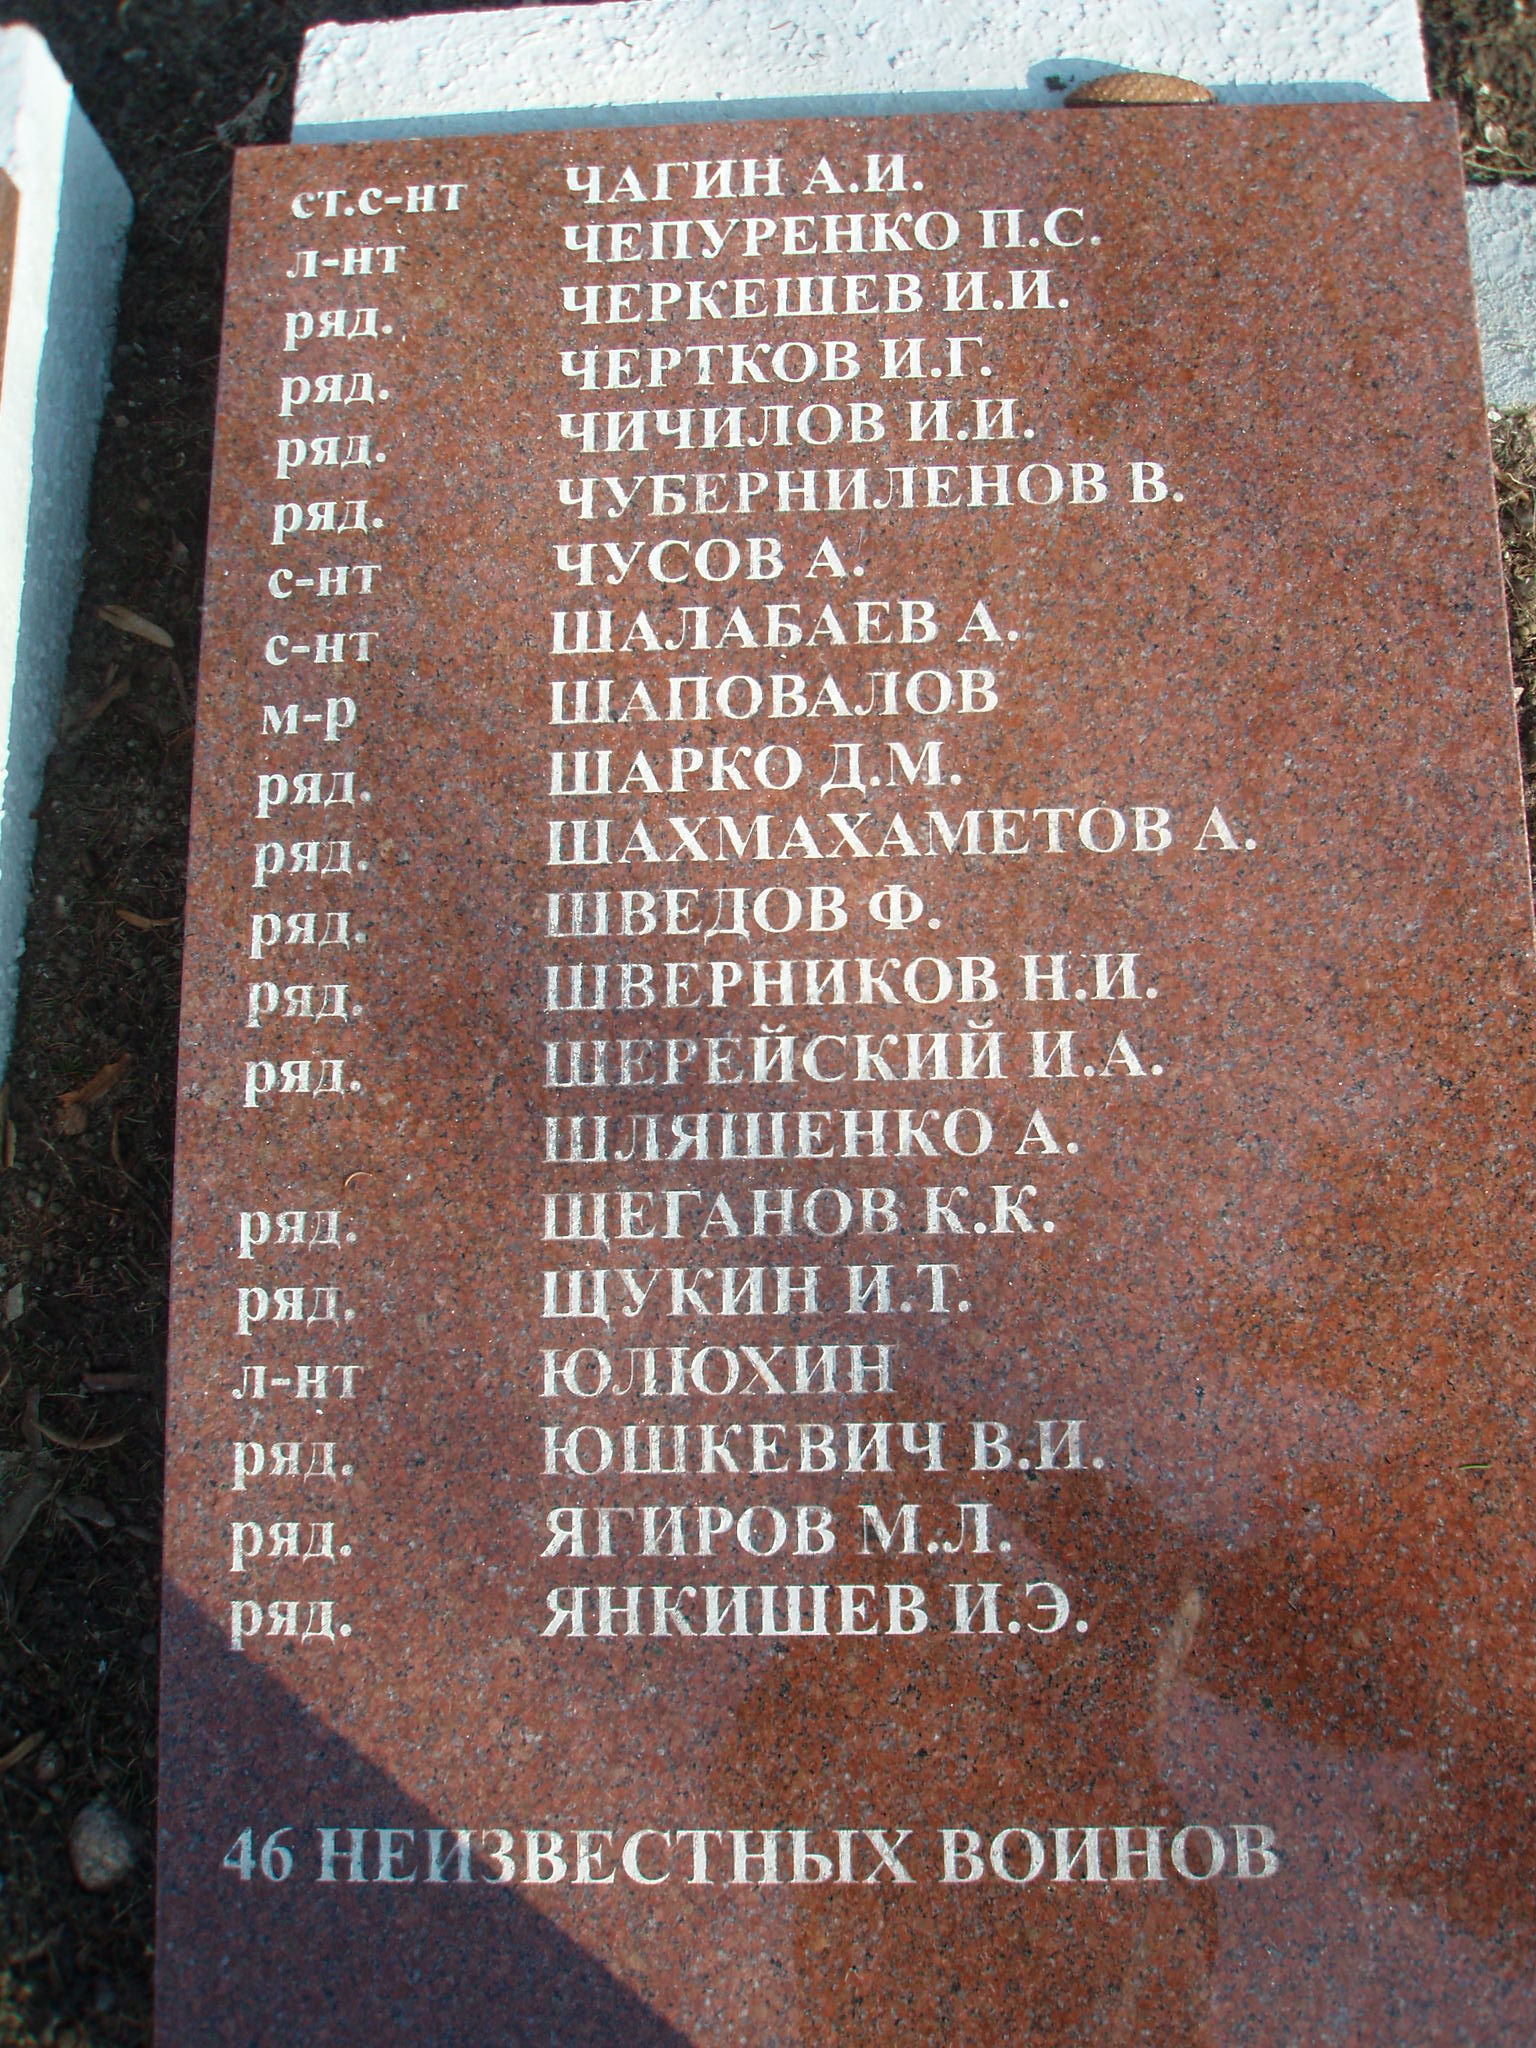 ст.с-нт ЧАГИН А.И.
л-нт ЧЕПУРЕНКО П.С.
ряд. ЧЕРКЕШЕВ И.И.
ряд. ЧЕРТКОВ И.Г.
ряд. ЧИЧИЛОВ И.И.
ряд. ЧУБЕРНИЛЕНОВ В.
с-нт ЧУСОВ А.
с-нт ШАЛАБАЕВ А.
м-р ШАПОВАЛОВ
ряд. ШАРКО Д.М.
ряд. ШАХМАХАМЕТОВ А.
ряд. ШВЕДОВ Ф.
ряд. ШВЕРНИКОВ Н.И.
ряд. ШЕРЕЙСКИЙ И.А.
ШЛЯШЕНКО А.
ряд. ЩЕГАНОВ К.К.
ряд. ЩУКИН И.Т.
л-нт ЮЛЮХИН
ряд. ЮШКЕВИЧ В.И.
ряд. ЯГИРОВ М.Л.
ряд. ЯНКИШЕВ И.Э.
46 НЕИЗВЕСТНЫХ ВОИНОВ